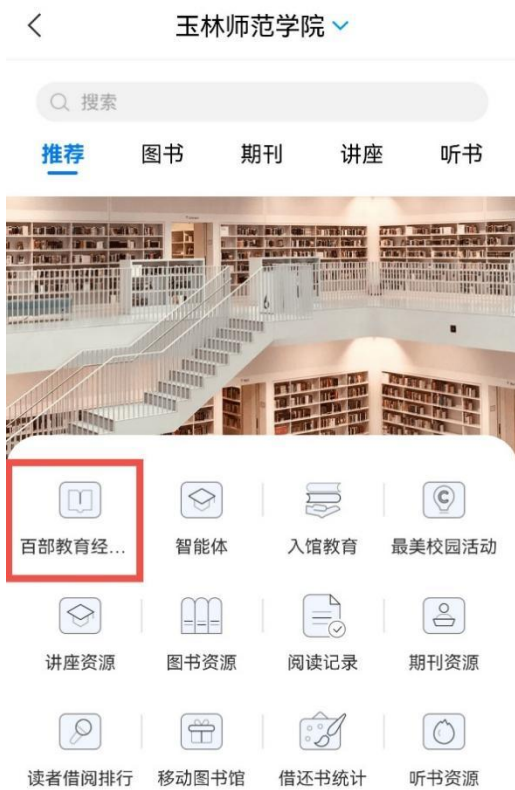 玉林师范学院
搜索
推荐 图书 期刊 讲座 听书
百部教育经... 智能体 入馆教育 最美校园活动
讲座资源 图书资源 阅读记录 期刊资源
读者借阅排行 移动图书馆 借还书统计 听书资源